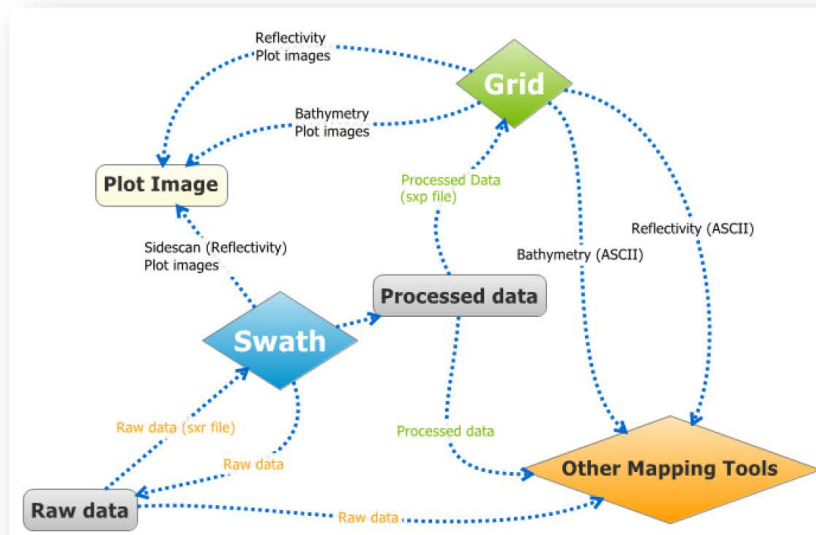 Reflectivity
Plot images
Grid
Bathymetry
Plot images
Plot Image
Processed Data
(sxp file)
Reflectivity (ASCII)
Sidescan (Reflectivity)
Plot images
Bathymetry (ASCII)
Processed data
Swath
Raw data (sxr file)
Processed data
Raw data
Other Mapping Tools
Raw data
Raw data